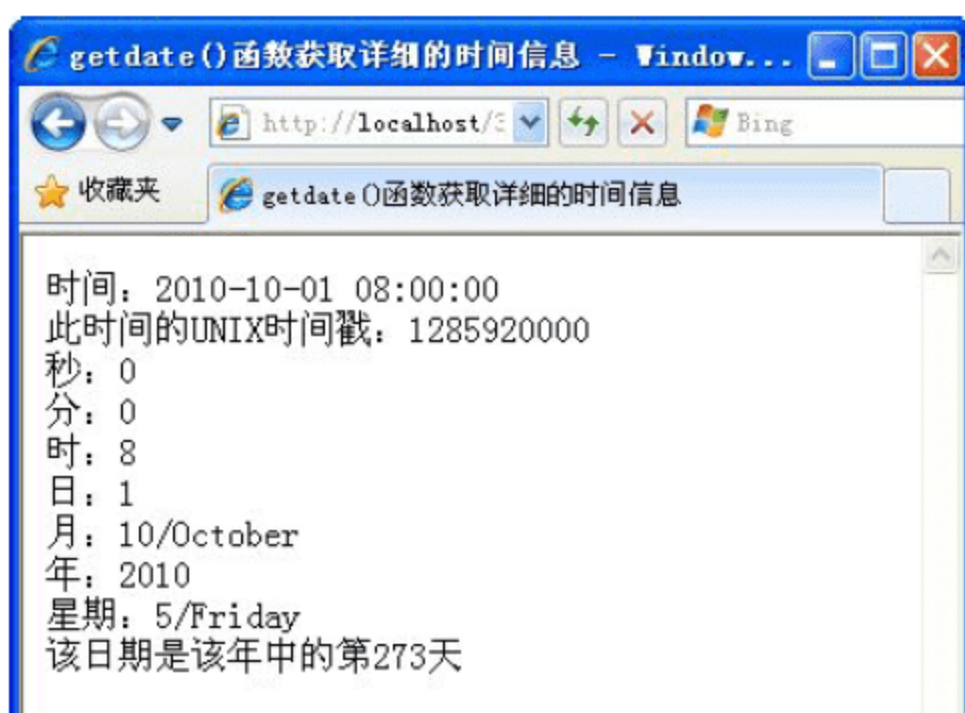 getdate()函数获取详细的时间信息 - Window...
http://localhost/3
Bing
收藏夹
getdate()函数获取详细的时间信息
时间：2010-10-01 08:00:00
此时间的UNIX时间戳：1285920000
秒：0
分：0
时：8
日：1
月：10/October
年：2010
星期：5/Friday
该日期是该年中的第273天